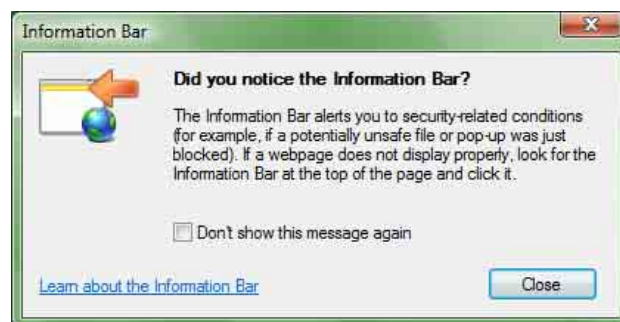 Information Bar
Did you notice the Information Bar?
The Information Bar alerts you to security-related conditions
(for example, if a potentially unsafe file or pop-up was just
blocked). If a webpage does not display properly, look for the
Information Bar at the top of the page and click it.
Don't show this message again
Learn about the Information Bar
Close